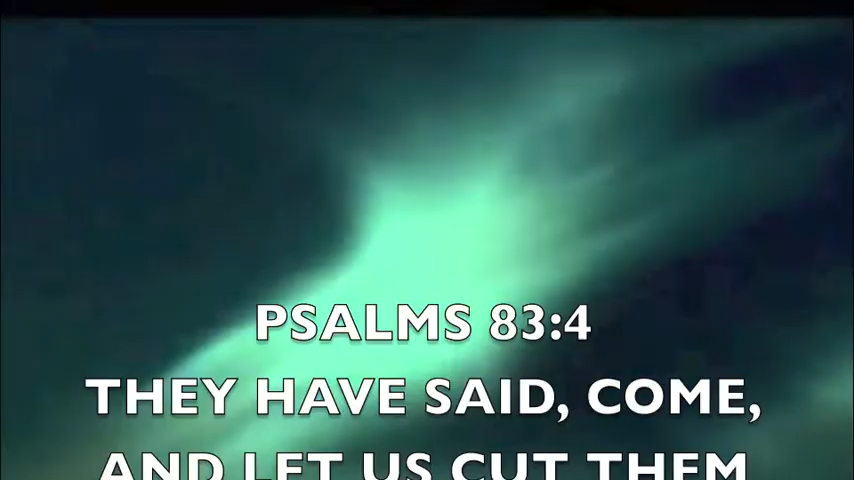 PSALMS 83:4
THEY HAVE SAID, COME,
AND LET US CUT THEM